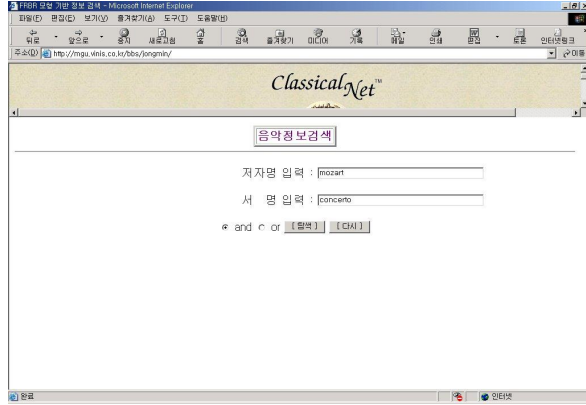 FRBR 모형 기반 정보 검색 - Microsoft Internet Explorer
파일(F) 편집(E) 보기(V) 즐겨찾기(A) 도구(T) 도움말(H)
뒤로 앞으로 중지 새로고침 홈 검색 즐겨찾기 미디어 기록 메일 인쇄 편집 토론 인터넷링크
주소(D) http://mgu.vinis.co.kr/bbs/jongmin/ 이동
Classical Net™
음악정보검색
저자명 입력 : mozart
서 명 입력 : concerto
and or [ 탐색 ] [ 다시 ]
완료 인터넷